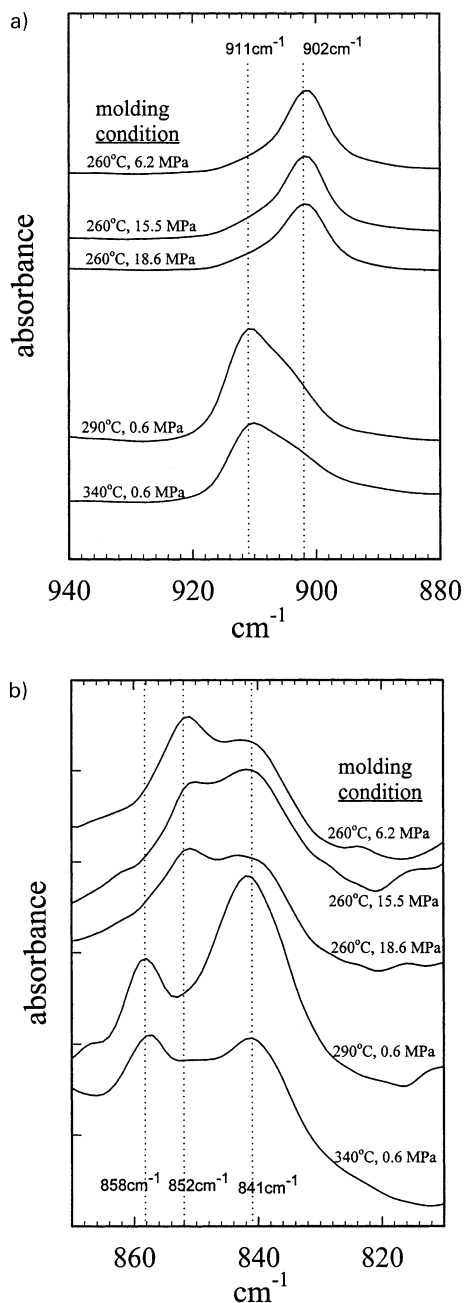 a)
911cm-1 902cm-1
molding
condition
260°C, 6.2 MPa
260°C, 15.5 MPa
260°C, 18.6 MPa
290°C, 0.6 MPa
340°C, 0.6 MPa
absorbance
940 920 900 880
cm-1
b)
molding
condition
260°C, 6.2 MPa
260°C, 15.5 MPa
260°C, 18.6 MPa
290°C, 0.6 MPa
340°C, 0.6 MPa
858cm-1 852cm-1 841cm-1
absorbance
860 840 820
cm-1